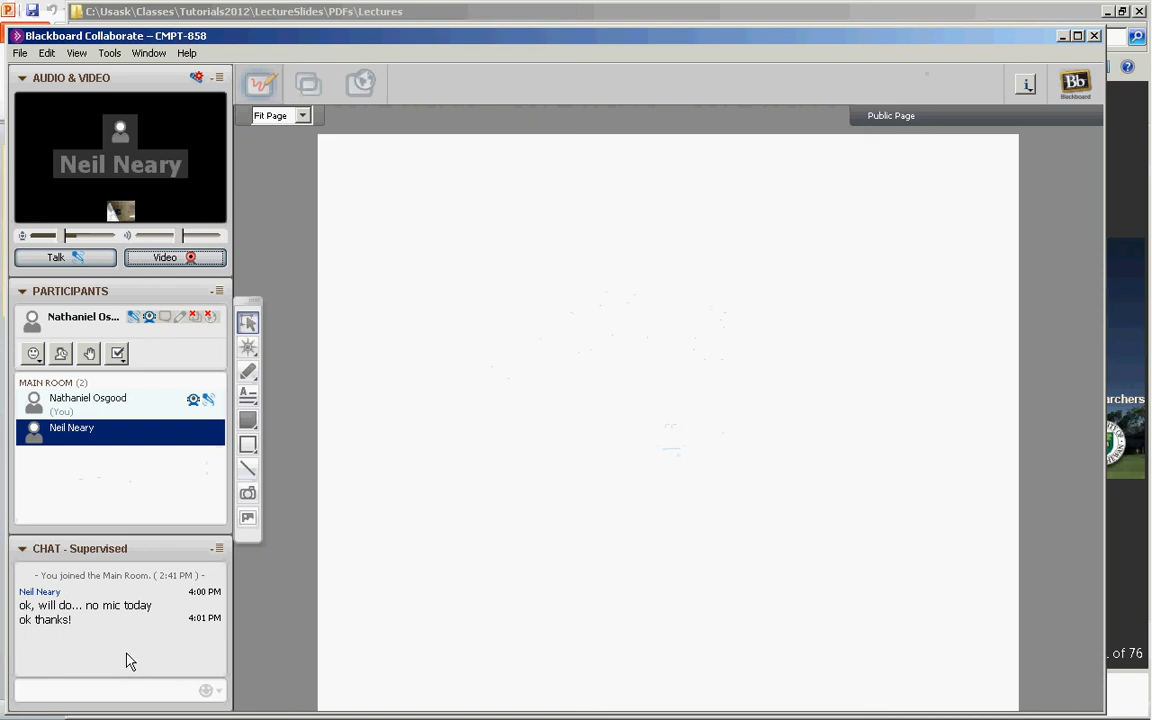 C:\Usask\Classes\Tutorials2012\LectureSlides\PDFs\Lectures
Blackboard Collaborate – CMPT-858
File Edit View Tools Window Help
AUDIO & VIDEO
Neil Neary
Talk Video
PARTICIPANTS
Nathaniel Os...
MAIN ROOM (2)
Nathaniel Osgood
(You)
Neil Neary
CHAT - Supervised
- You joined the Main Room. ( 2:41 PM ) -
Neil Neary 4:00 PM
ok, will do... no mic today
ok thanks! 4:01 PM
Fit Page
Public Page
Bb
Blackboard
archers
of 76